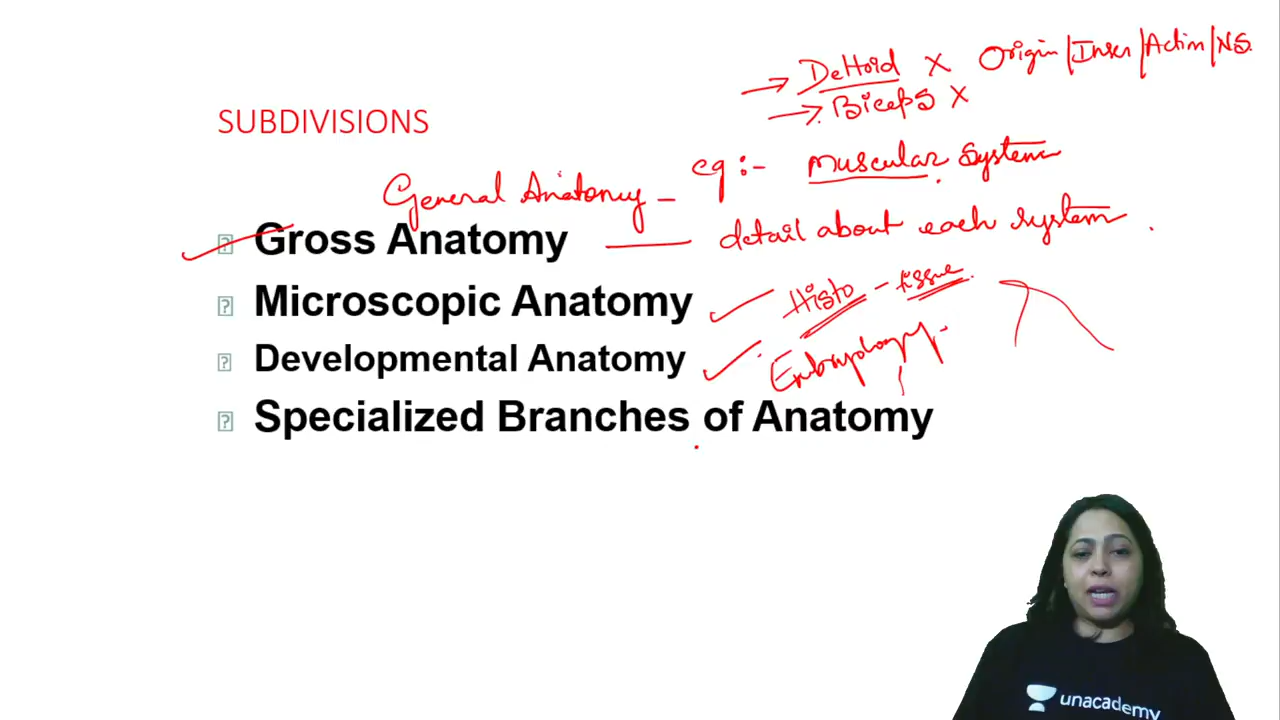 → Deltoid X Origin/Inser/Action/NS.
→ Biceps X
SUBDIVISIONS
eg :- Muscular System
General Anatomy -
Gross Anatomy — detail about each system.
Microscopic Anatomy ✓ Histo - tissue.
Developmental Anatomy ✓ Embryology.
Specialized Branches of Anatomy
unacademy